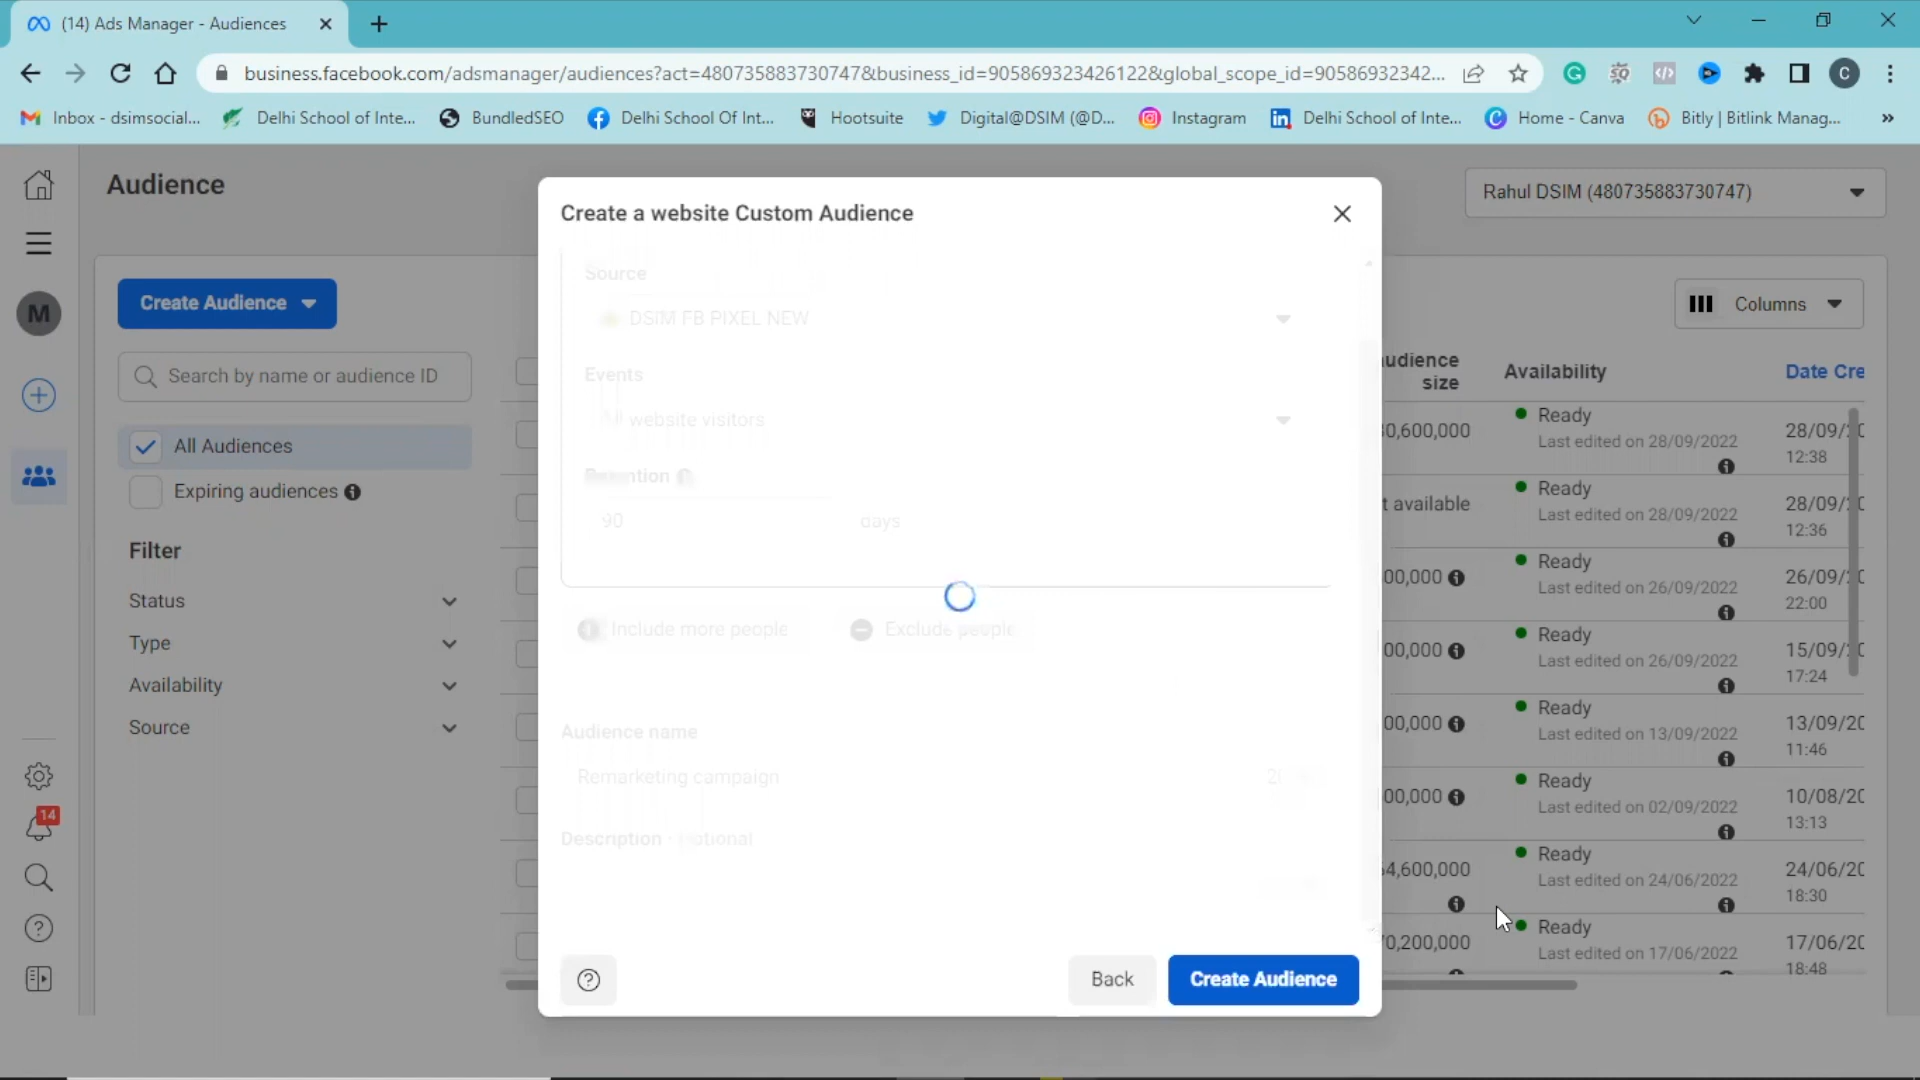 (14) Ads Manager - Audiences
business.facebook.com/adsmanager/audiences?act=480735883730747&business_id=905869323426122&global_scope_id=90586932342...
C
Inbox - dsimsocial...
Delhi School of Inte...
BundledSEO
Delhi School Of Int...
Hootsuite
Digital@DSIM (@D...
Instagram
Delhi School of Inte...
Home - Canva
Bitly | Bitlink Manag...
»
Audience
Rahul DSIM (480735883730747)
M
Create Audience
Search by name or audience ID
All Audiences
Expiring audiences
Filter
Status
Type
Availability
Source
14
Create a website Custom Audience
Source
DSIM FB PIXEL NEW
Events
All website visitors
Retention
90 days
Include more people
Exclude people
Audience name
Remarketing campaign
Description · Optional
Back
Create Audience
Columns
audience size
Availability
Date Cre
0,600,000
Ready
Last edited on 28/09/2022
28/09/20
12:38
t available
Ready
Last edited on 28/09/2022
28/09/20
12:36
00,000
Ready
Last edited on 26/09/2022
26/09/20
22:00
00,000
Ready
Last edited on 26/09/2022
15/09/20
17:24
00,000
Ready
Last edited on 13/09/2022
13/09/20
11:46
00,000
Ready
Last edited on 02/09/2022
10/08/20
13:13
4,600,000
Ready
Last edited on 24/06/2022
24/06/20
18:30
0,200,000
Ready
Last edited on 17/06/2022
17/06/20
18:48